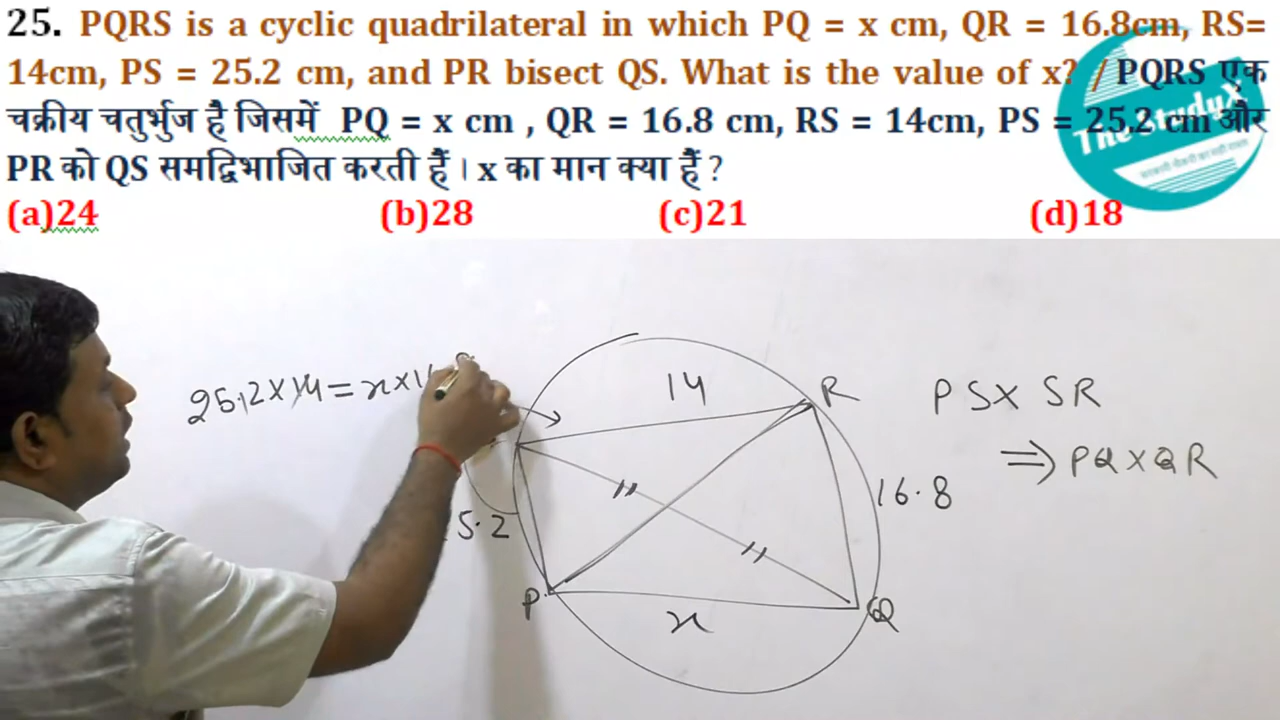 25. PQRS is a cyclic quadrilateral in which PQ = x cm, QR = 16.8cm, RS=
14cm, PS = 25.2 cm, and PR bisect QS. What is the value of x? / PQRS एक
चक्रीय चतुर्भुज है जिसमें PQ = x cm , QR = 16.8 cm, RS = 14cm, PS = 25.2 cm और
PR को QS समद्विभाजित करती हैं। x का मान क्या हैं ?
(a)24 (b)28 (c)21 (d)18
The StudyX
25.2×14=x×1
14
R
PS× SR
⇒ PQ×QR
16.8
5.2
P
x
Q